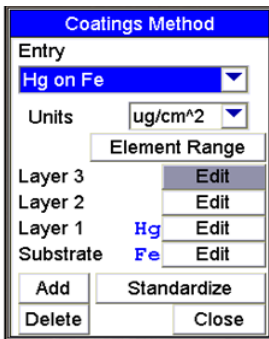 Coatings Method
Entry
Hg on Fe
Units ug/cm^2
Element Range
Layer 3 Edit
Layer 2 Edit
Layer 1 Hg Edit
Substrate Fe Edit
Add Standardize
Delete Close